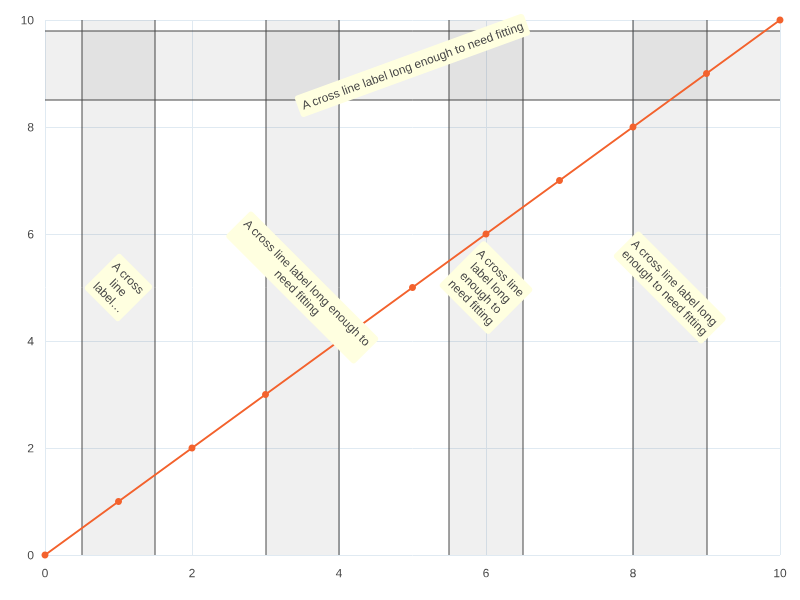 10
A cross line label long enough to need fitting
8
6
A cross
line
label...
A cross line label long enough to
need fitting
A cross line
label long
enough to
need fitting
A cross line label long
enough to need fitting
4
2
0
0
2
4
6
8
10